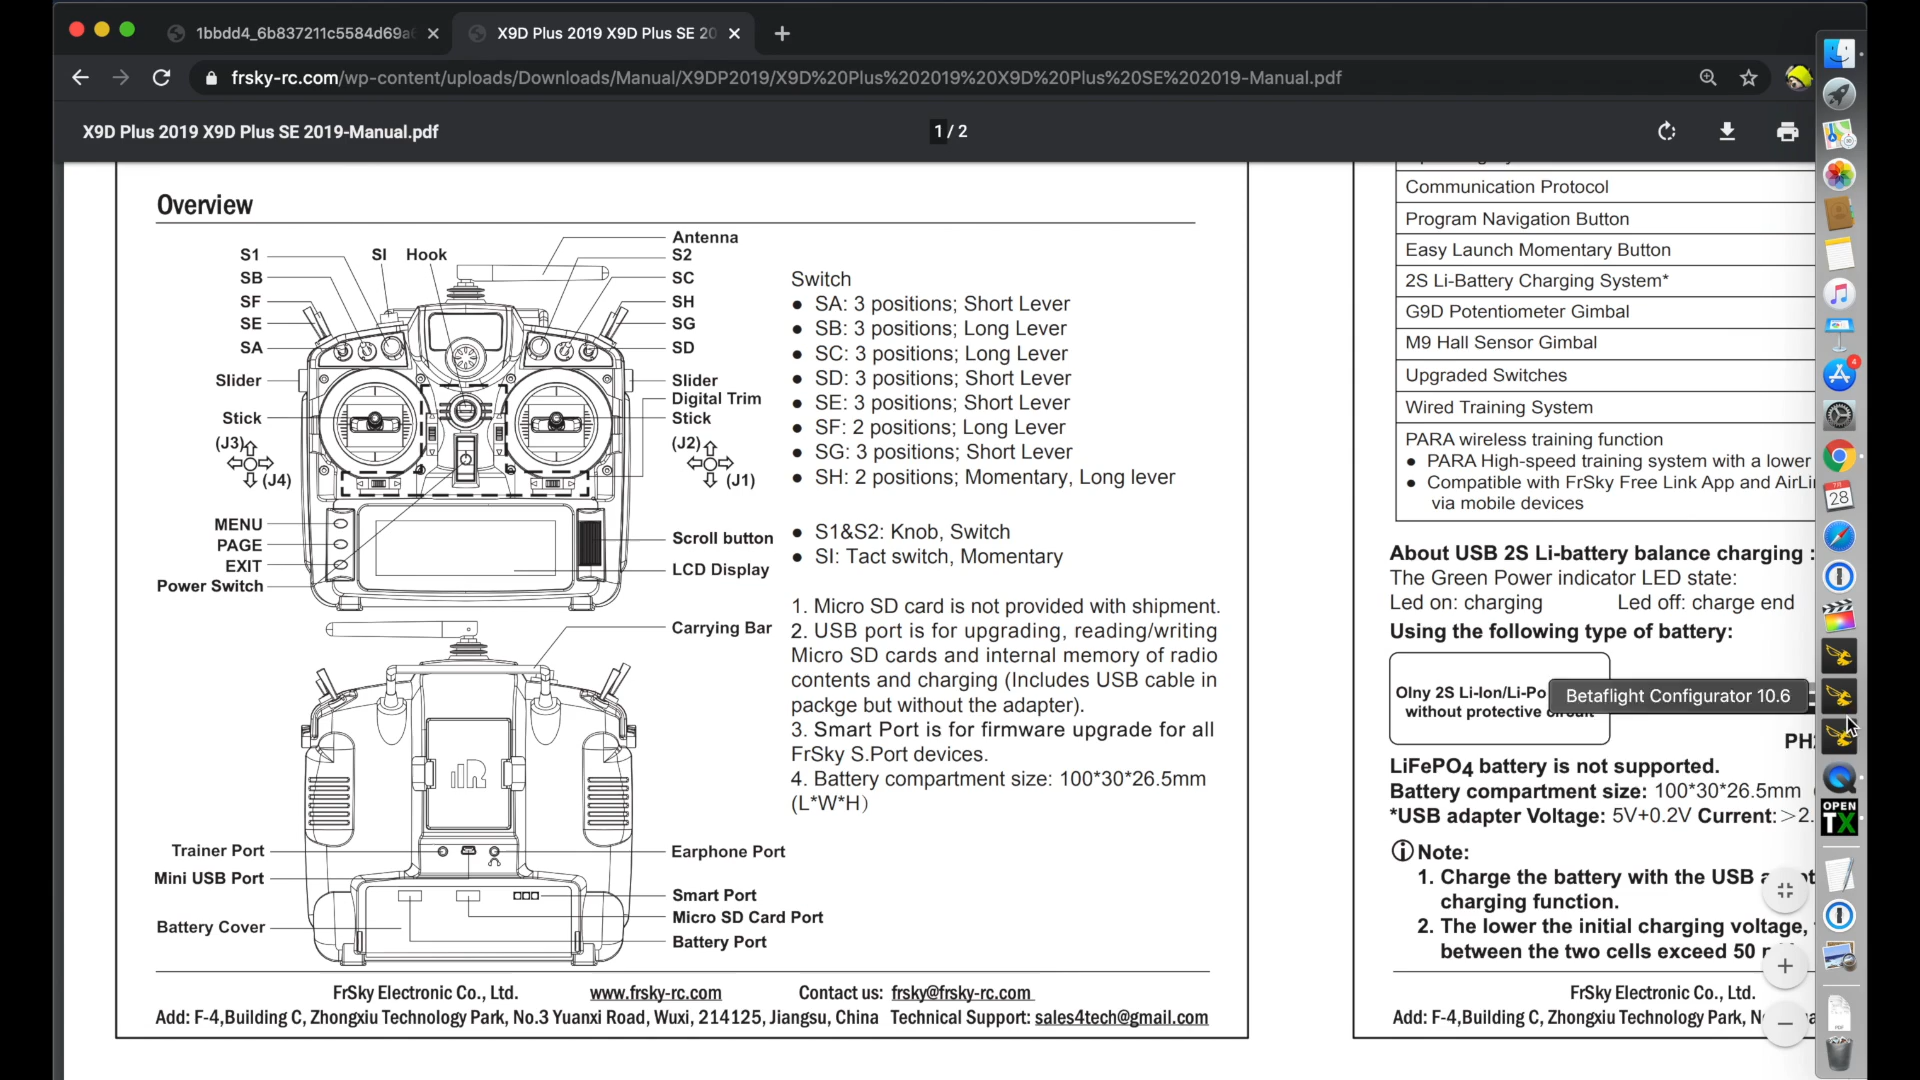 1bbdd4_6b837211c5584d69a
X9D Plus 2019 X9D Plus SE 20
frsky-rc.com/wp-content/uploads/Downloads/Manual/X9DP2019/X9D%20Plus%202019%20X9D%20Plus%20SE%202019-Manual.pdf
X9D Plus 2019 X9D Plus SE 2019-Manual.pdf
1 / 2
Overview
Antenna
S1
SI
Hook
S2
SB
SC
SF
SH
SE
SG
SA
SD
Slider
Slider
Digital Trim
Stick
Stick
(J3)
(J4)
(J2)
(J1)
MENU
PAGE
EXIT
Power Switch
Scroll button
LCD Display
Carrying Bar
Trainer Port
Mini USB Port
Battery Cover
Earphone Port
Smart Port
Micro SD Card Port
Battery Port
Switch
● SA: 3 positions; Short Lever
● SB: 3 positions; Long Lever
● SC: 3 positions; Long Lever
● SD: 3 positions; Short Lever
● SE: 3 positions; Short Lever
● SF: 2 positions; Long Lever
● SG: 3 positions; Short Lever
● SH: 2 positions; Momentary, Long lever
● S1&S2: Knob, Switch
● SI: Tact switch, Momentary
1. Micro SD card is not provided with shipment.
2. USB port is for upgrading, reading/writing
Micro SD cards and internal memory of radio
contents and charging (Includes USB cable in
packge but without the adapter).
3. Smart Port is for firmware upgrade for all
FrSky S.Port devices.
4. Battery compartment size: 100*30*26.5mm
(L*W*H)
FrSky Electronic Co., Ltd. www.frsky-rc.com Contact us: frsky@frsky-rc.com
Add: F-4,Building C, Zhongxiu Technology Park, No.3 Yuanxi Road, Wuxi, 214125, Jiangsu, China Technical Support: sales4tech@gmail.com
Communication Protocol
Program Navigation Button
Easy Launch Momentary Button
2S Li-Battery Charging System*
G9D Potentiometer Gimbal
M9 Hall Sensor Gimbal
Upgraded Switches
Wired Training System
PARA wireless training function
● PARA High-speed training system with a lower
● Compatible with FrSky Free Link App and AirLi
via mobile devices
About USB 2S Li-battery balance charging :
The Green Power indicator LED state:
Led on: charging Led off: charge end
Using the following type of battery:
Olny 2S Li-Ion/Li-Po
without protective circuit
Betaflight Configurator 10.6
PH
LiFePO4 battery is not supported.
Battery compartment size: 100*30*26.5mm
*USB adapter Voltage: 5V+0.2V Current:>2.
Note:
1. Charge the battery with the USB
charging function.
2. The lower the initial charging voltage,
between the two cells exceed 50
FrSky Electronic Co., Ltd.
Add: F-4,Building C, Zhongxiu Technology Park, N
4
28
OPEN
TX
PDF